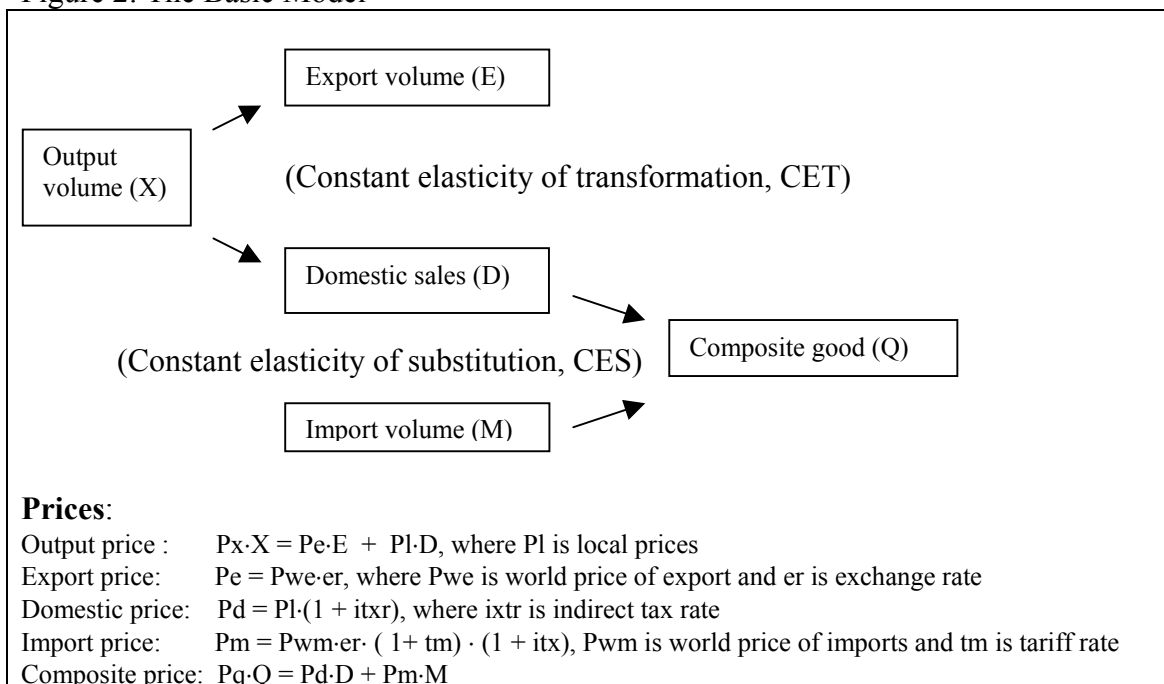 Figure 2: The Basic Model
Export volume (E)
Output
volume (X)
(Constant elasticity of transformation, CET)
Domestic sales (D)
Composite good (Q)
(Constant elasticity of substitution, CES)
Import volume (M)
Prices:
Output price : Px·X = Pe·E + Pl·D, where Pl is local prices
Export price: Pe = Pwe·er, where Pwe is world price of export and er is exchange rate
Domestic price: Pd = Pl·(1 + itxr), where ixtr is indirect tax rate
Import price: Pm = Pwm·er· ( 1+ tm) · (1 + itx), Pwm is world price of imports and tm is tariff rate
Composite price: Pq·Q = Pd·D + Pm·M